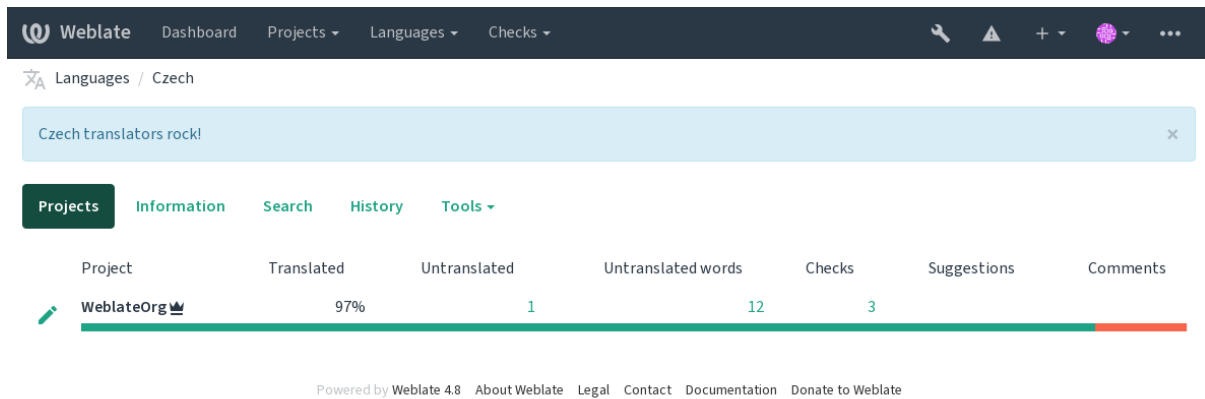 Weblate Dashboard Projects Languages Checks
Languages / Czech
Czech translators rock! ×
Projects Information Search History Tools
Project Translated Untranslated Untranslated words Checks Suggestions Comments
WeblateOrg 97% 1 12 3
Powered by Weblate 4.8 About Weblate Legal Contact Documentation Donate to Weblate